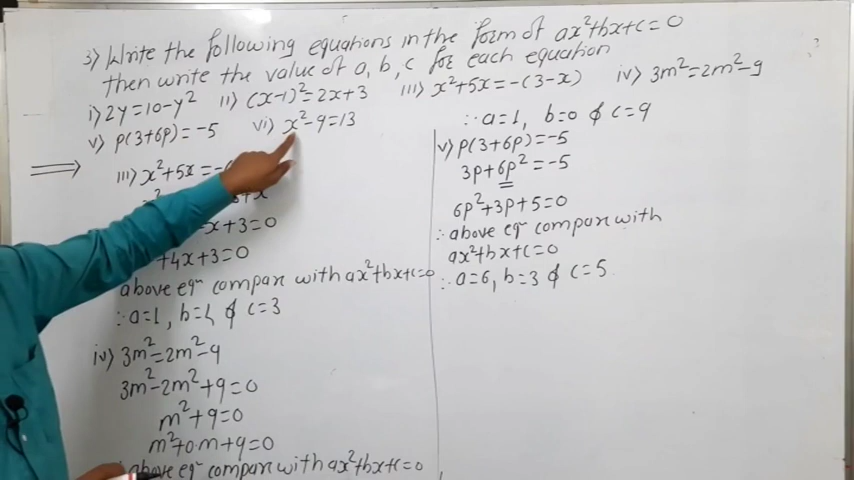 3) Write the following equations in the form of ax²+bx+c=0
then write the value of a, b, c for each equation
i) 2y=10-y² ii) (x-1)²=2x+3 iii) x²+5x=-(3-x) iv) 3m²=2m²-9
v) P(3+6P)=-5 vi) x²-9=13
⟹ iii) x²+5x=-(
3+x
-x+3=0
+4x+3=0
above eqⁿ compare with ax²+bx+c=0
∴ a=1, b=4 & c=3
iv) 3m²=2m²-9
3m²-2m²+9=0
m²+9=0
m²+0·m+9=0
above eqⁿ compare with ax²+bx+c=0
∴ a=1, b=0 & c=9
v) P(3+6P)=-5
3P+6P²=-5
6P²+3P+5=0
∴ above eqⁿ compare with
ax²+bx+c=0
∴ a=6, b=3 & c=5